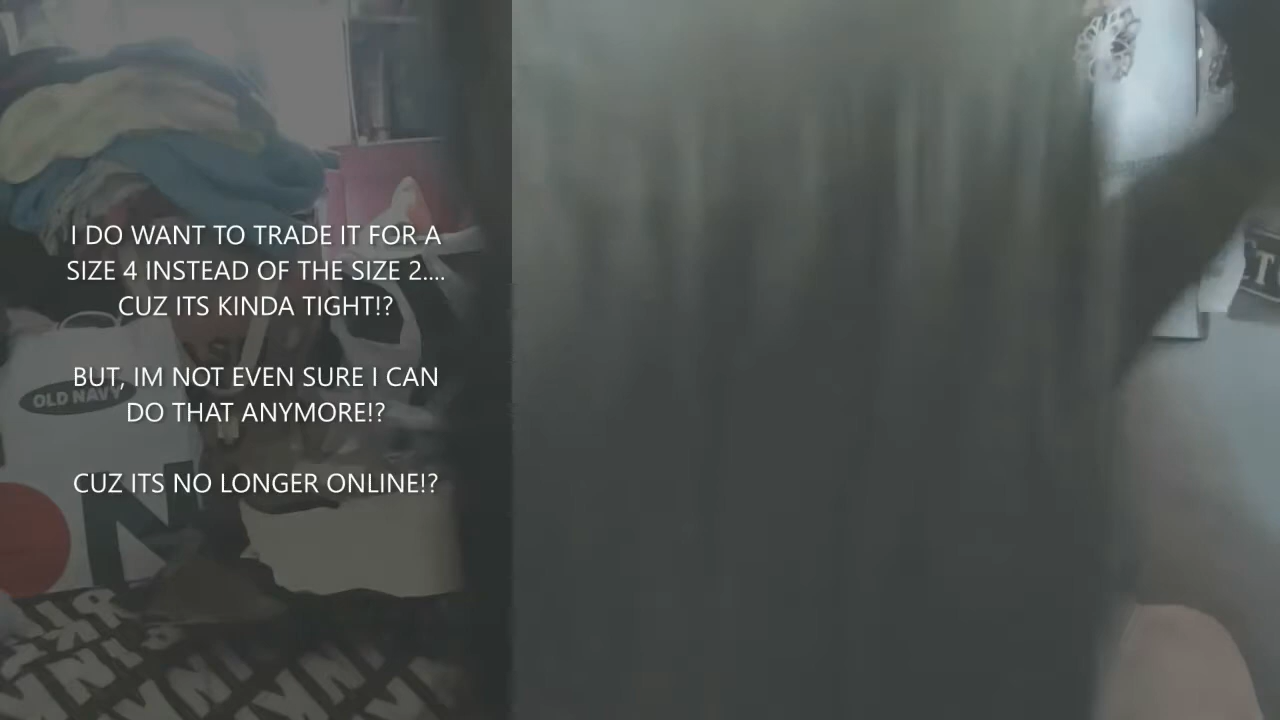 I DO WANT TO TRADE IT FOR A
SIZE 4 INSTEAD OF THE SIZE 2....
CUZ ITS KINDA TIGHT!?
BUT, IM NOT EVEN SURE I CAN
DO THAT ANYMORE!?
CUZ ITS NO LONGER ONLINE!?
OLD NAVY